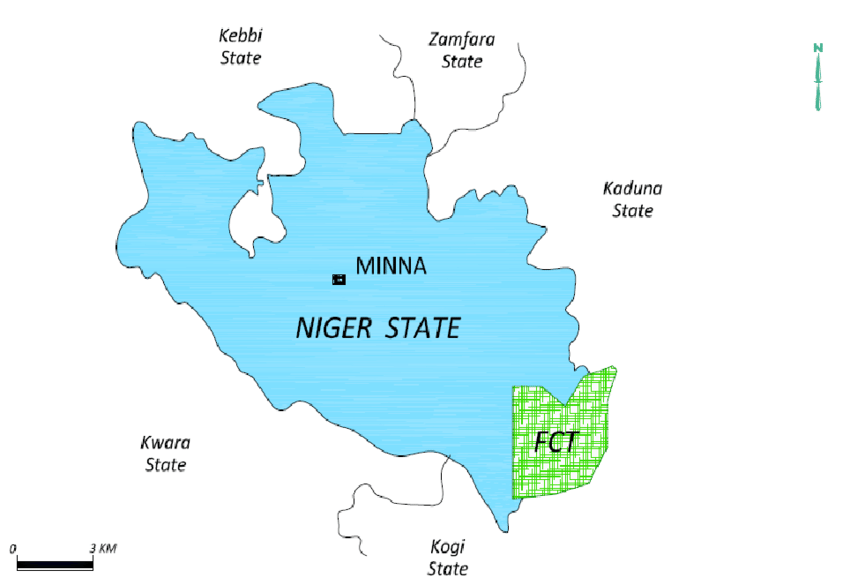 Kebbi
State
Zamfara
State
N
Kaduna
State
MINNA
NIGER STATE
FCT
Kwara
State
Kogi
State
0 3 KM